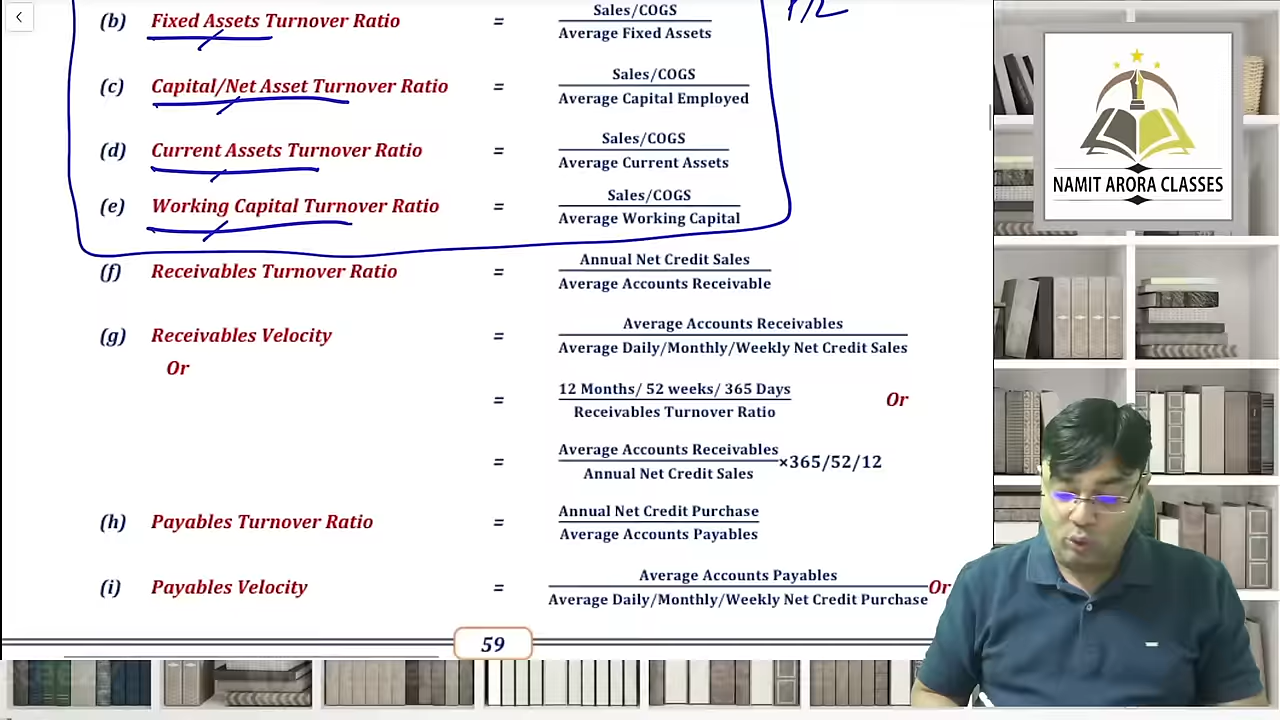 (b) Fixed Assets Turnover Ratio = Sales/COGS
Average Fixed Assets
(c) Capital/Net Asset Turnover Ratio = Sales/COGS
Average Capital Employed
(d) Current Assets Turnover Ratio = Sales/COGS
Average Current Assets
(e) Working Capital Turnover Ratio = Sales/COGS
Average Working Capital
(f) Receivables Turnover Ratio = Annual Net Credit Sales
Average Accounts Receivable
(g) Receivables Velocity = Average Accounts Receivables
Average Daily/Monthly/Weekly Net Credit Sales
Or
= 12 Months/ 52 weeks/ 365 Days
Receivables Turnover Ratio
Or
= Average Accounts Receivables
Annual Net Credit Sales
×365/52/12
(h) Payables Turnover Ratio = Annual Net Credit Purchase
Average Accounts Payables
(i) Payables Velocity = Average Accounts Payables
Average Daily/Monthly/Weekly Net Credit Purchase
Or
59
NAMIT ARORA CLASSES